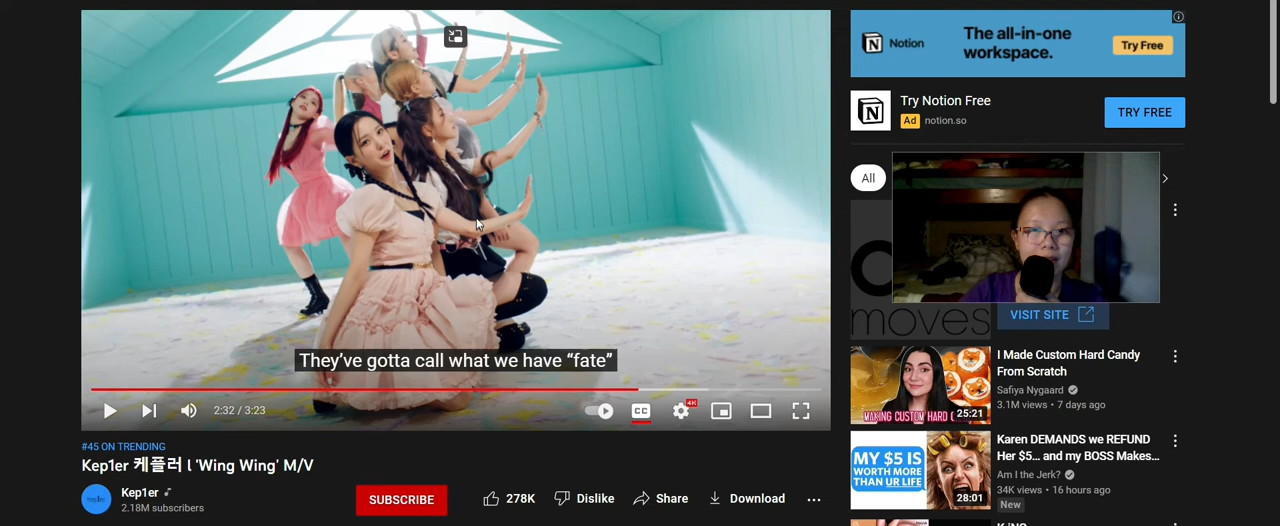 They've gotta call what we have “fate”
2:32 / 3:23
CC
4K
#45 ON TRENDING
Kep1er 케플러 l 'Wing Wing' M/V
Kep1er
2.18M subscribers
SUBSCRIBE
278K
Dislike
Share
Download
Notion
The all-in-one
workspace.
Try Free
Try Notion Free
Ad notion.so
TRY FREE
All
moves
VISIT SITE
I Made Custom Hard Candy
From Scratch
Safiya Nygaard
3.1M views • 7 days ago
MAKING CUSTOM HARD
25:21
Karen DEMANDS we REFUND
Her $5… and my BOSS Makes…
Am I the Jerk?
34K views • 16 hours ago
New
MY $5 IS
WORTH MORE
THAN UR LIFE
28:01